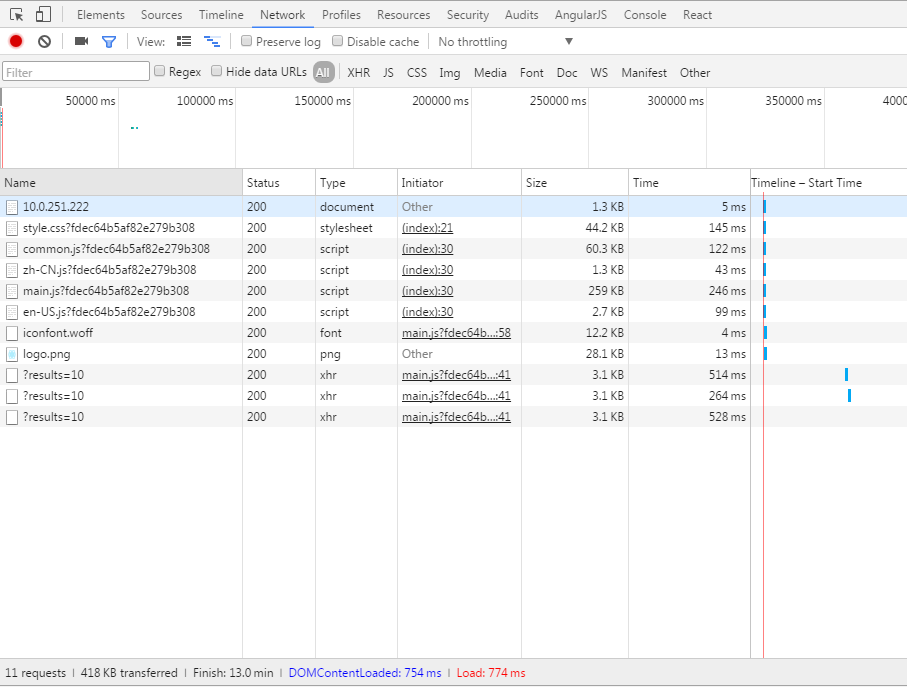 Elements Sources Timeline Network Profiles Resources Security Audits AngularJS Console React
View: Preserve log Disable cache No throttling
Filter Regex Hide data URLs All XHR JS CSS Img Media Font Doc WS Manifest Other
50000 ms 100000 ms 150000 ms 200000 ms 250000 ms 300000 ms 350000 ms 4000
Name Status Type Initiator Size Time Timeline – Start Time
10.0.251.222 200 document Other 1.3 KB 5 ms
style.css?fdec64b5af82e279b308 200 stylesheet (index):21 44.2 KB 145 ms
common.js?fdec64b5af82e279b308 200 script (index):30 60.3 KB 122 ms
zh-CN.js?fdec64b5af82e279b308 200 script (index):30 1.3 KB 43 ms
main.js?fdec64b5af82e279b308 200 script (index):30 259 KB 246 ms
en-US.js?fdec64b5af82e279b308 200 script (index):30 2.7 KB 99 ms
iconfont.woff 200 font main.js?fdec64b…:58 12.2 KB 4 ms
logo.png 200 png Other 28.1 KB 13 ms
?results=10 200 xhr main.js?fdec64b…:41 3.1 KB 514 ms
?results=10 200 xhr main.js?fdec64b…:41 3.1 KB 264 ms
?results=10 200 xhr main.js?fdec64b…:41 3.1 KB 528 ms
11 requests | 418 KB transferred | Finish: 13.0 min | DOMContentLoaded: 754 ms | Load: 774 ms